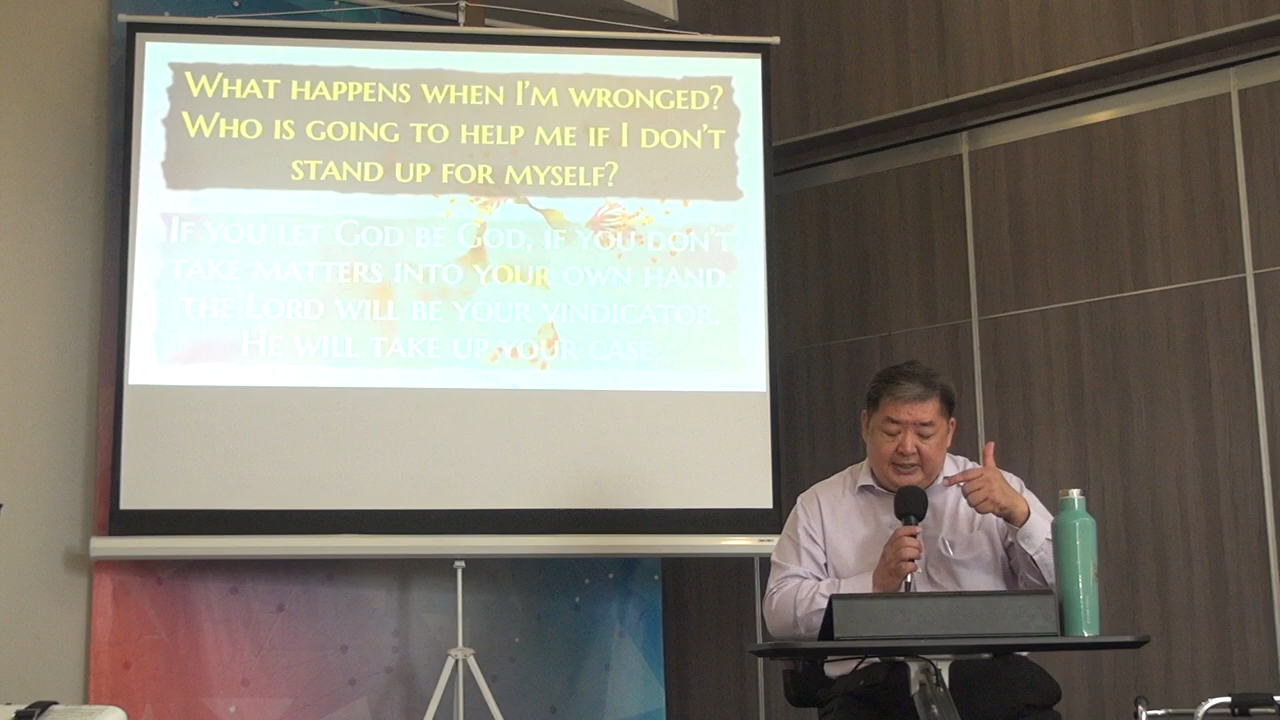 What happens when I'm wronged?
Who is going to help me if I don't
stand up for myself?
If you let God be God, if you don't
take matters into your own hand,
the Lord will be your vindicator.
He will take up your case.